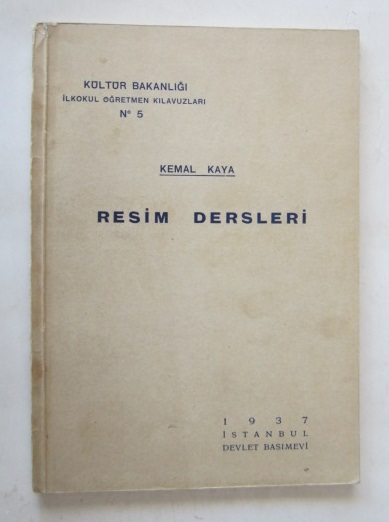 KÜLTÜR BAKANLIĞI
İLKOKUL ÖĞRETMEN KILAVUZLARI
N° 5
KEMAL KAYA
RESİM DERSLERİ
1937
İSTANBUL
DEVLET BASIMEVİ